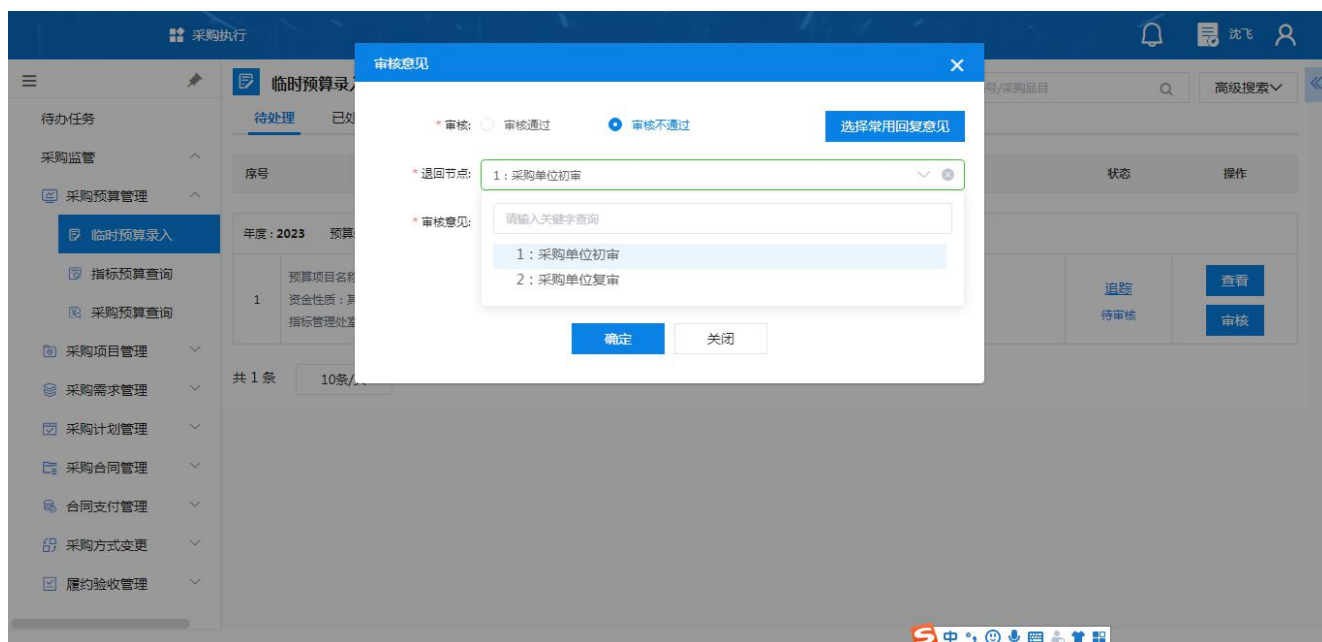 采购执行
沈飞
审核意见
临时预算录
号/采购品目
高级搜索
待办任务
待处理
已处
* 审核:
审核通过
审核不通过
选择常用回复意见
采购监管
序号
* 退回节点:
1：采购单位初审
状态
操作
采购预算管理
* 审核意见:
请输入关键字查询
临时预算录入
年度 : 2023 预算
1：采购单位初审
2：采购单位复审
指标预算查询
预算项目名称
1
资金性质：其
指标管理处室
追踪
待审核
查看
审核
采购预算查询
确定
关闭
采购项目管理
共 1 条
10条/
采购需求管理
采购计划管理
采购合同管理
合同支付管理
采购方式变更
履约验收管理
中